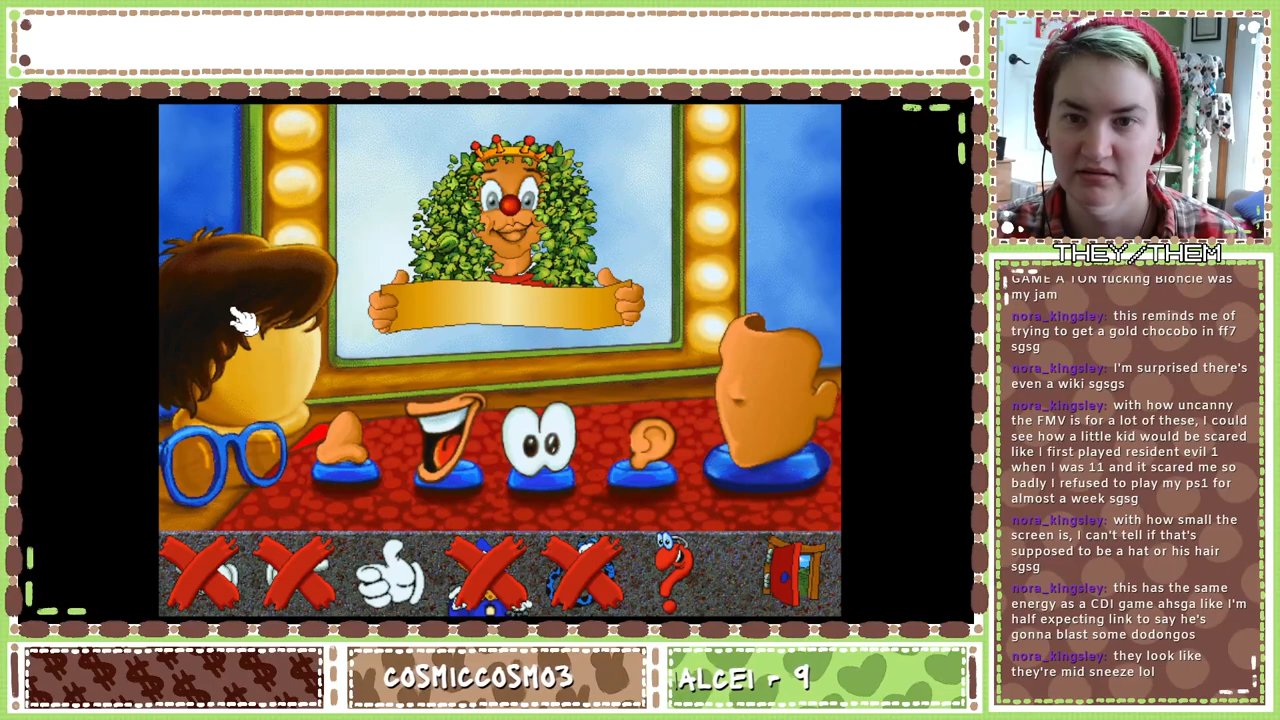 THEY/THEM
GAME A TON fucking Bioncle was
my jam
nora_kingsley: this reminds me of
trying to get a gold chocobo in ff7
sgsg
nora_kingsley: I'm surprised there's
even a wiki sgsgs
nora_kingsley: with how uncanny
the FMV is for a lot of these, I could
see how a little kid would be scared
like I first played resident evil 1
when I was 11 and it scared me so
badly I refused to play my ps1 for
almost a week sgsg
nora_kingsley: with how small the
screen is, I can't tell if that's
supposed to be a hat or his hair
sgsg
nora_kingsley: this has the same
energy as a CDI game ahsga like I'm
half expecting link to say he's
gonna blast some dodongos
nora_kingsley: they look like
they're mid sneeze lol
COSMICCOSMO3
ALCEI - 9